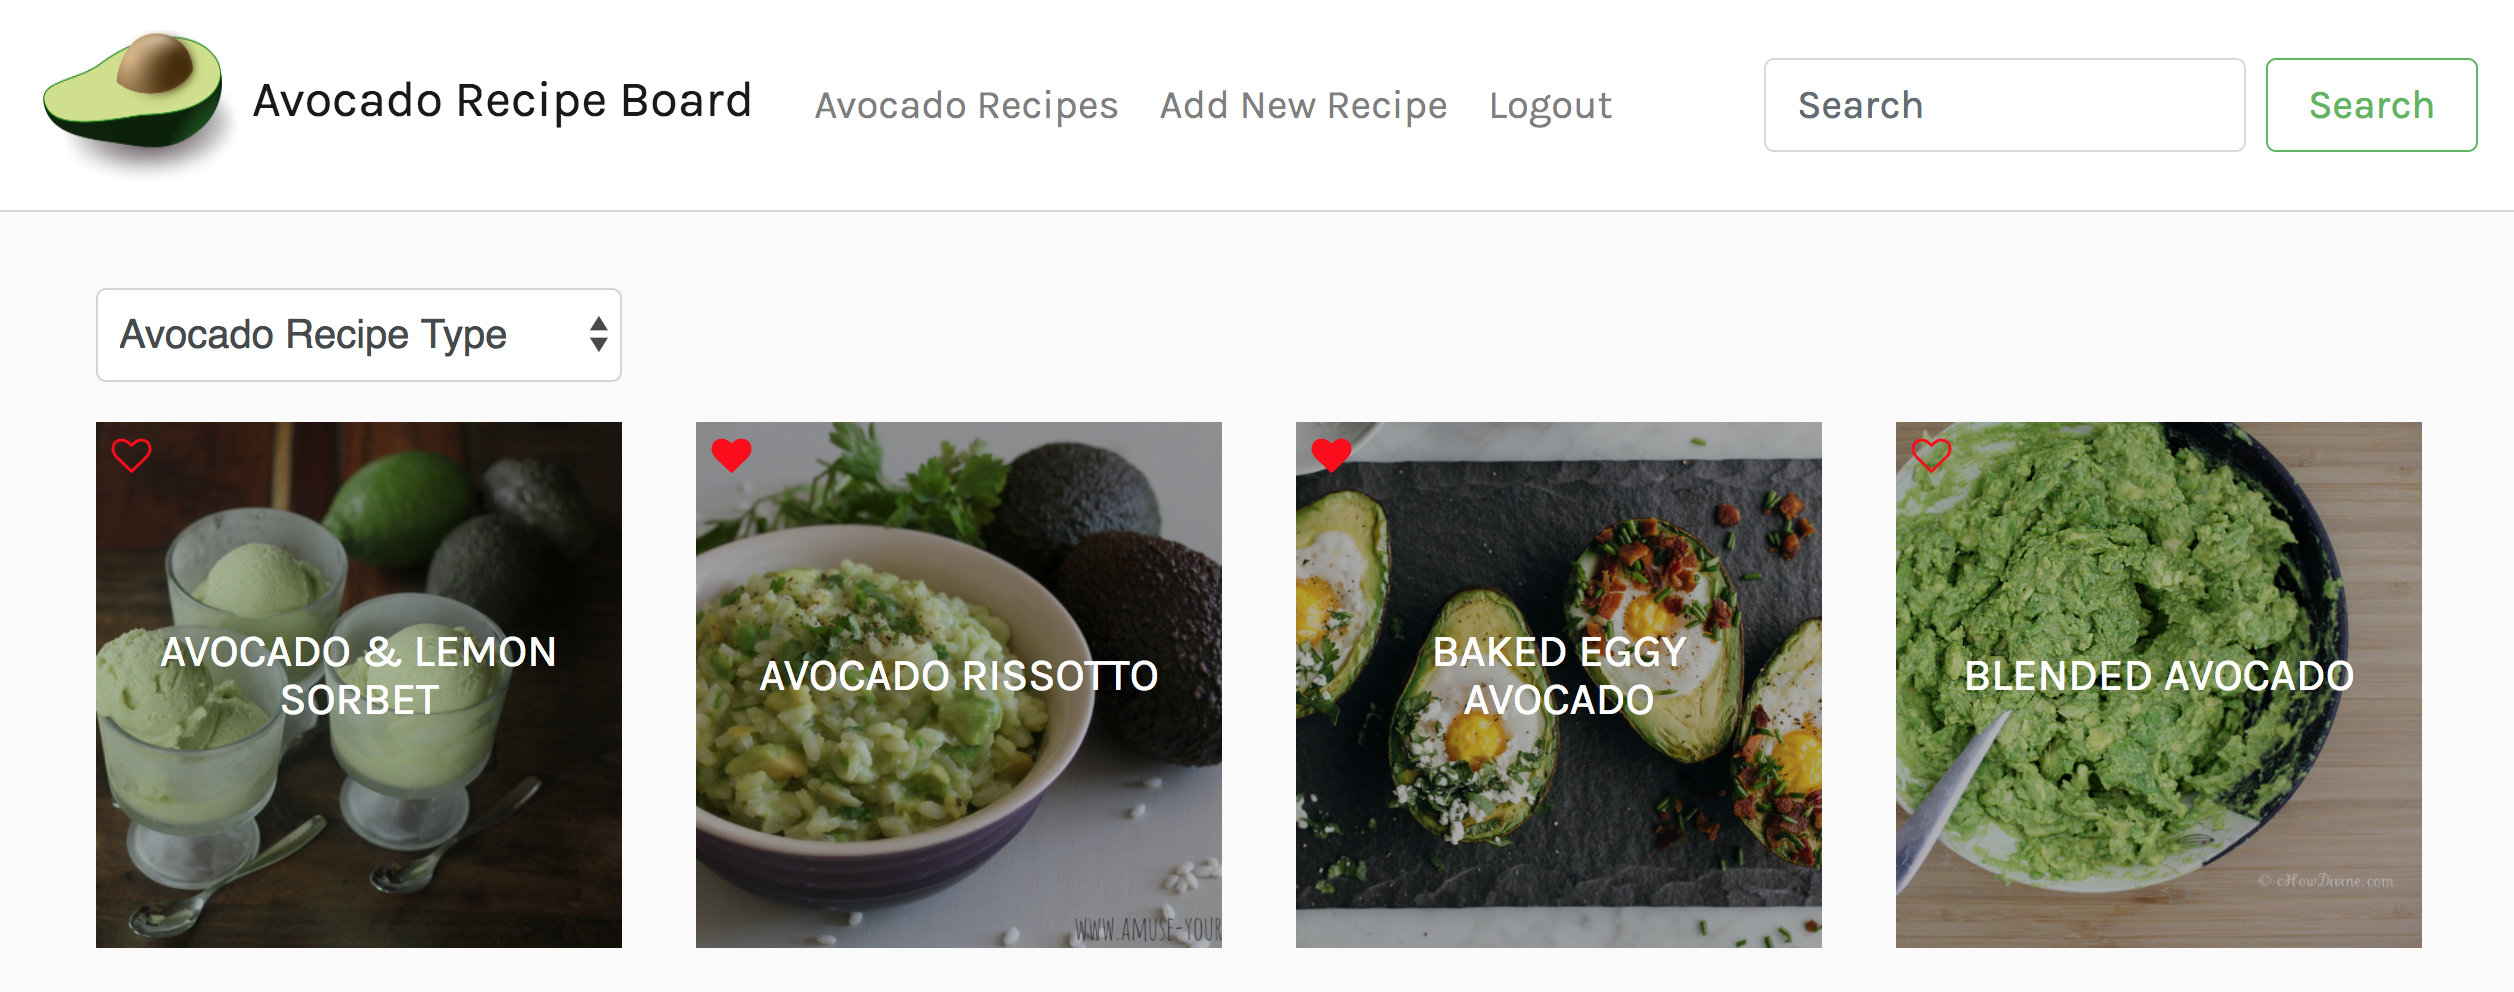 Avocado Recipe Board
Avocado Recipes
Add New Recipe
Logout
Search
Search
Avocado Recipe Type
AVOCADO & LEMON
SORBET
AVOCADO RISSOTTO
WWW.AMUSE-YOUR
BAKED EGGY
AVOCADO
BLENDED AVOCADO
© cHowDivine.com